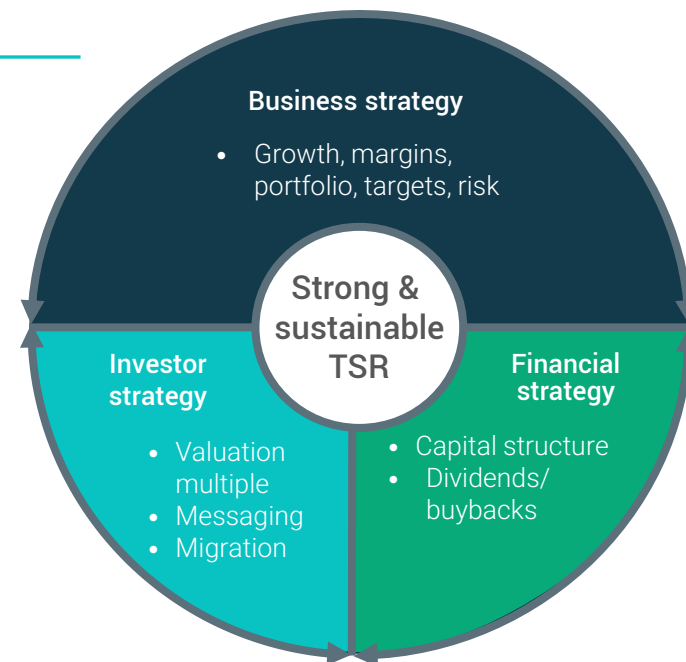 Business strategy
• Growth, margins,
portfolio, targets, risk
Strong &
sustainable
TSR
Investor
strategy
• Valuation
multiple
• Messaging
• Migration
Financial
strategy
• Capital structure
• Dividends/
buybacks